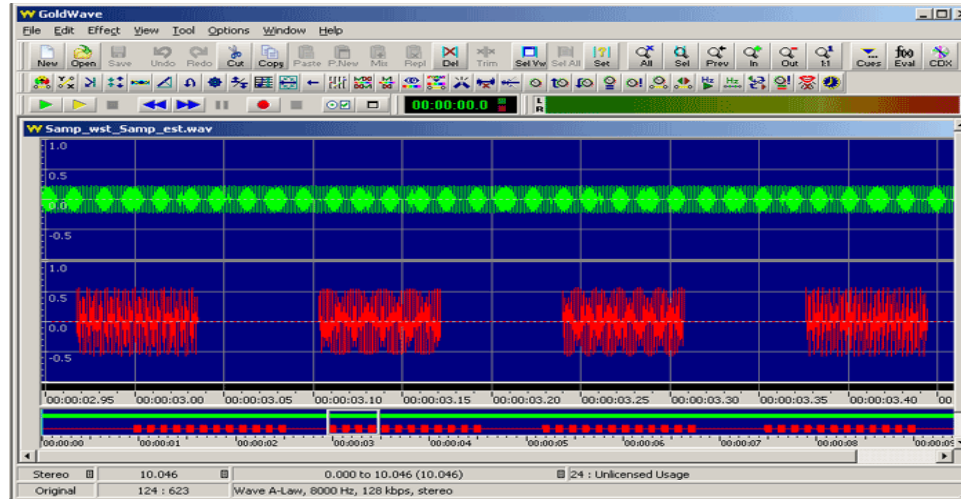 GoldWave
File Edit Effect View Tool Options Window Help
New Open Save Undo Redo Cut Copy Paste P.New Mix Repl Del Trim Sel Vw Sel All Set All Sel Prev In Out 1:1 Cues Eval CDX
00:00:00.0 L
R
Samp_wst_Samp_est.wav
1.0
0.5
0.0
-0.5
1.0
0.5
0.0
-0.5
00:00:02.95 00:00:03.00 00:00:03.05 00:00:03.10 00:00:03.15 00:00:03.20 00:00:03.25 00:00:03.30 00:00:03.35 00:00:03.40 00
00:00:00 00:00:01 00:00:02 00:00:03 00:00:04 00:00:05 00:00:06 00:00:07 00:00:08 00:00:09
Stereo 10.046 0.000 to 10.046 (10.046) 24 : Unlicensed Usage
Original 124 : 623 Wave A-Law, 8000 Hz, 128 kbps, stereo